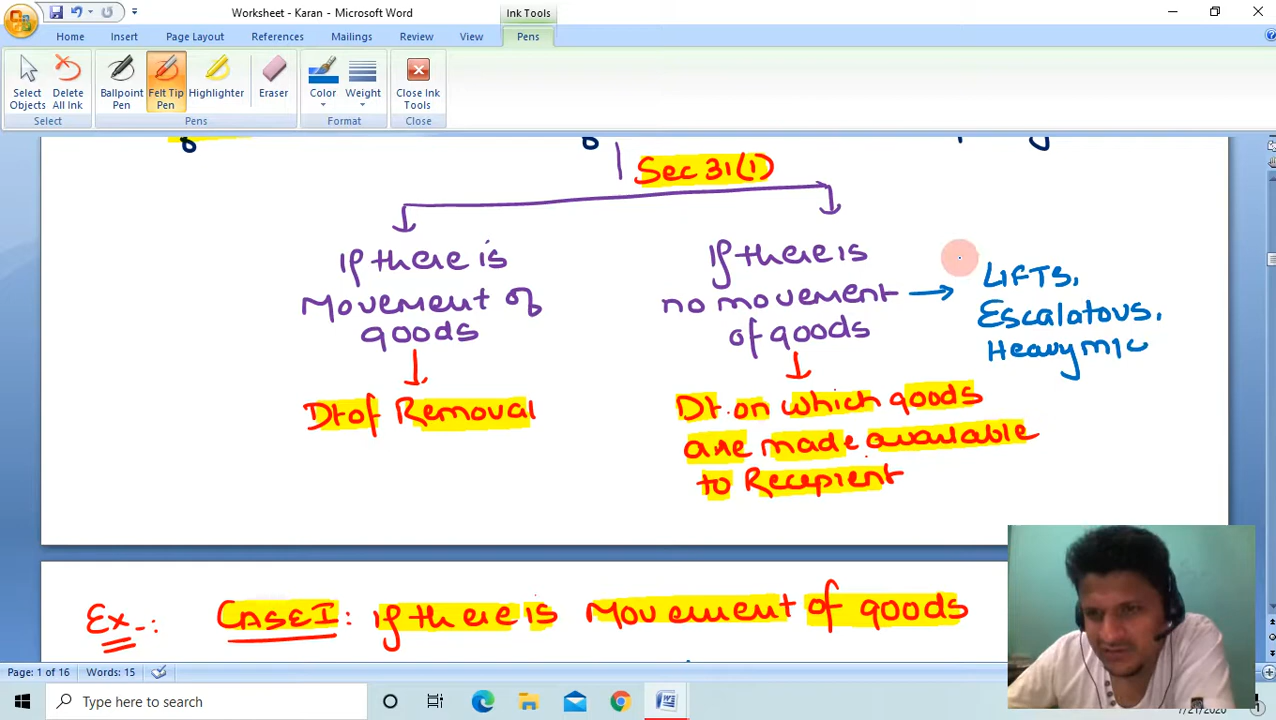 Worksheet - Karan - Microsoft Word
Ink Tools
Home Insert Page Layout References Mailings Review View Pens
Select Objects
Delete All Ink
Ballpoint Pen
Felt Tip Pen
Highlighter
Eraser
Color
Weight
Close Ink Tools
Select Pens Format Close
Sec 31(1)
If there is
Movement of
goods
Dt of Removal
If there is
no movement
of goods
LIFTS,
Escalators,
Heavy m/c
Dt. on which goods
are made available
to Recepient
Ex-: CASE I: if there is Movement of goods
Page: 1 of 16 Words: 15
Type here to search
7/21/2020